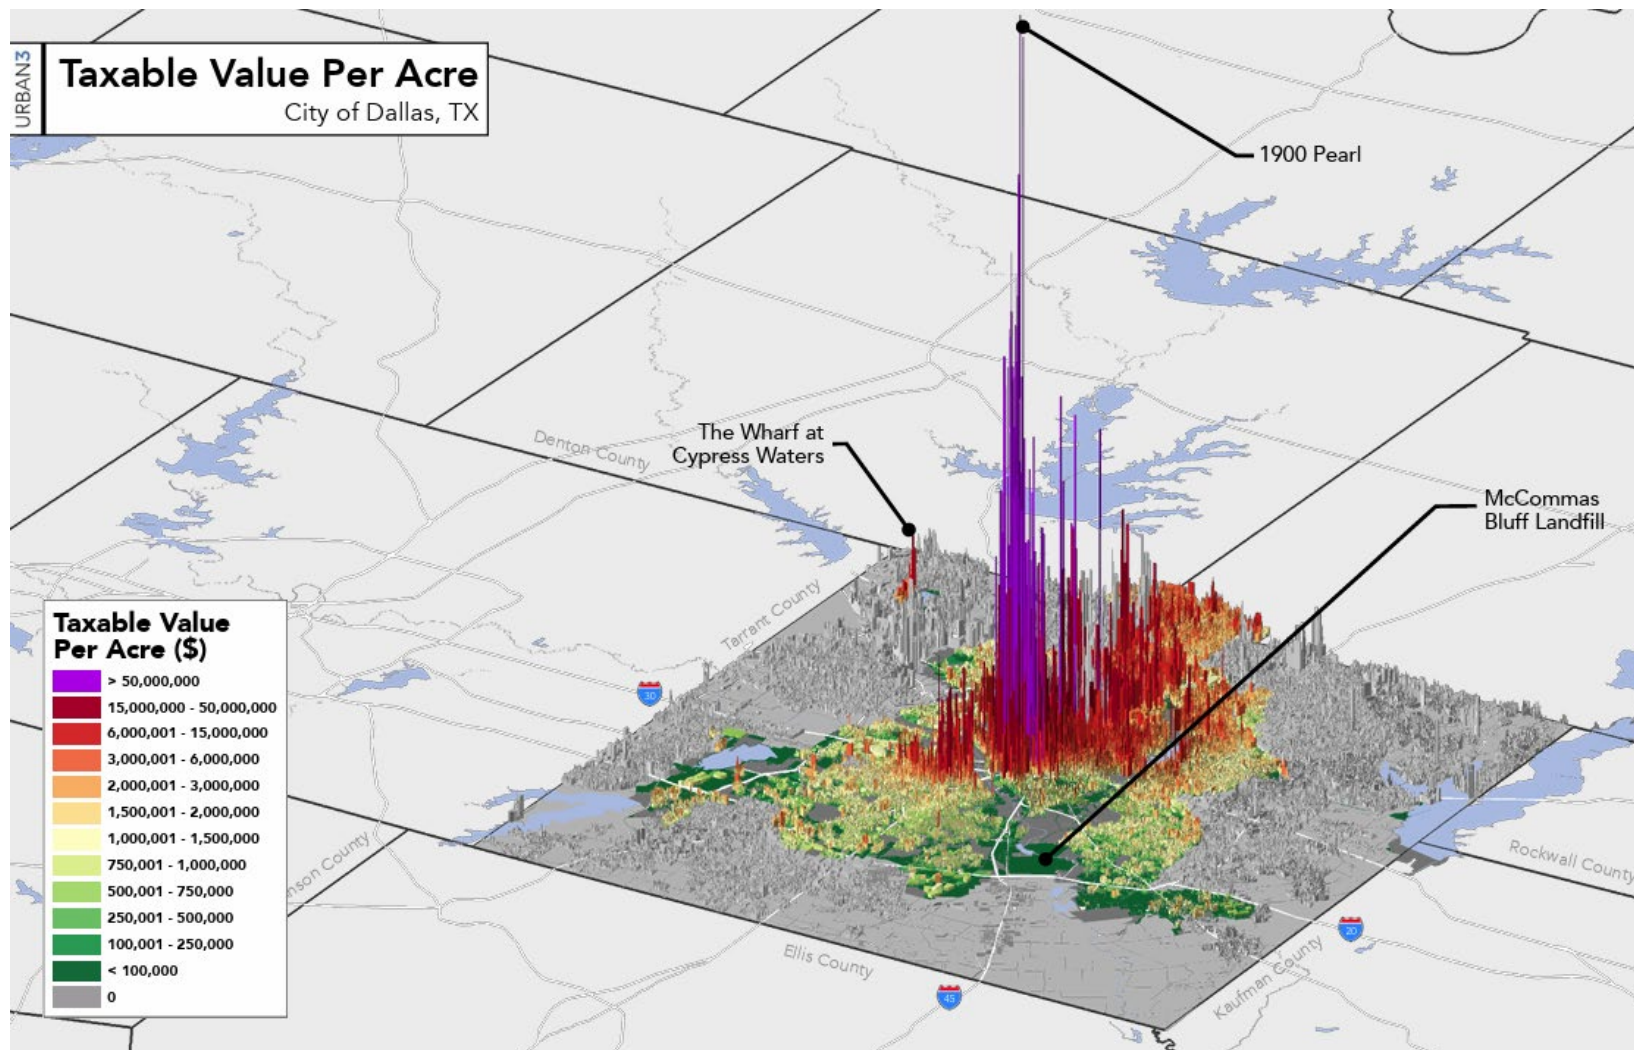 URBAN3
Taxable Value Per Acre
City of Dallas, TX
1900 Pearl
The Wharf at
Cypress Waters
McCommas
Bluff Landfill
Denton County
Tarrant County
30
Taxable Value
Per Acre ($)
> 50,000,000
15,000,000 - 50,000,000
6,000,001 - 15,000,000
3,000,001 - 6,000,000
2,000,001 - 3,000,000
1,500,001 - 2,000,000
1,000,001 - 1,500,000
750,001 - 1,000,000
500,001 - 750,000
250,001 - 500,000
100,001 - 250,000
< 100,000
0
nson County
Rockwall County
20
Ellis County
Kaufman County
45